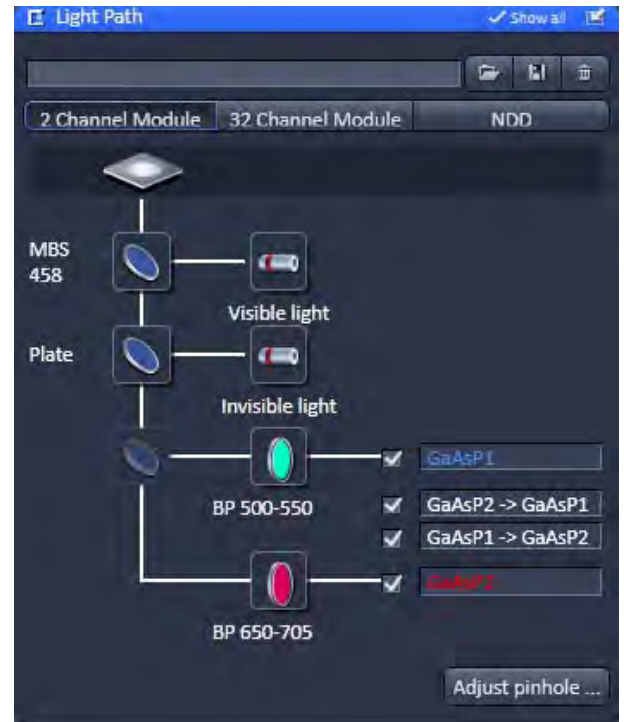 Light Path
Show all
2 Channel Module
32 Channel Module
NDD
MBS
458
Visible light
Plate
Invisible light
GaAsP1
BP 500-550
GaAsP2 -> GaAsP1
GaAsP1 -> GaAsP2
GaAsP2
BP 650-705
Adjust pinhole ...